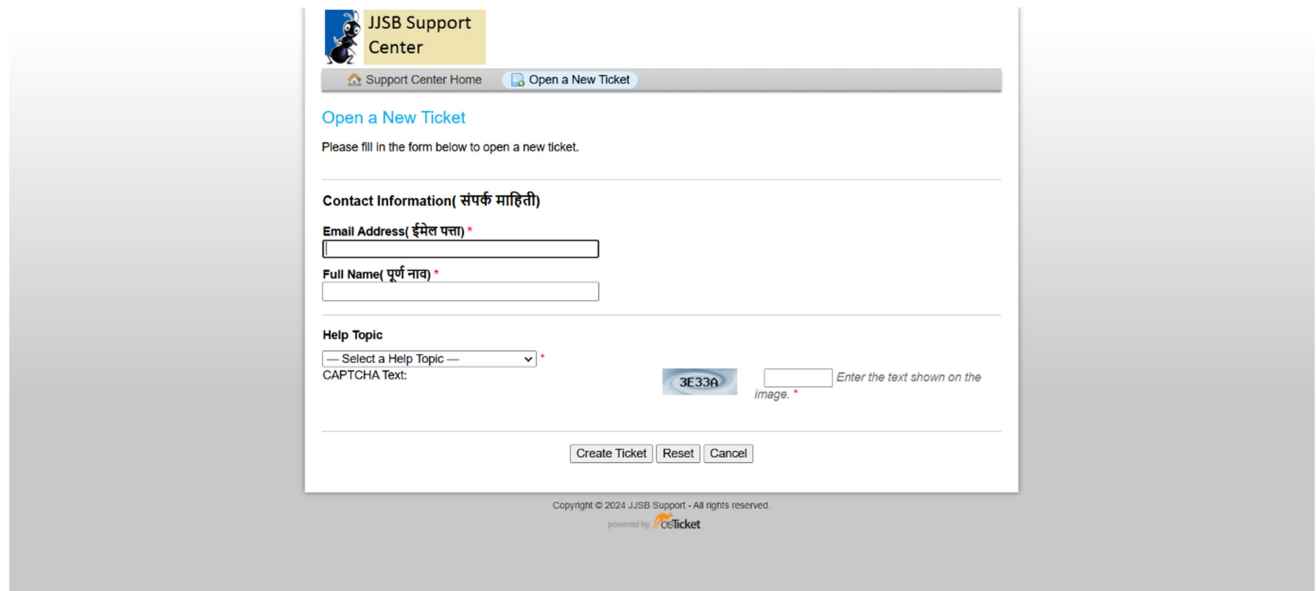 JJSB Support
Center
Support Center Home
Open a New Ticket
Open a New Ticket
Please fill in the form below to open a new ticket.
Contact Information( संपर्क माहिती)
Email Address( ईमेल पत्ता) *
Full Name( पूर्ण नाव) *
Help Topic
— Select a Help Topic — *
CAPTCHA Text:
3E33A
Enter the text shown on the
image. *
Create Ticket Reset Cancel
Copyright © 2024 JJSB Support - All rights reserved.
powered by osTicket